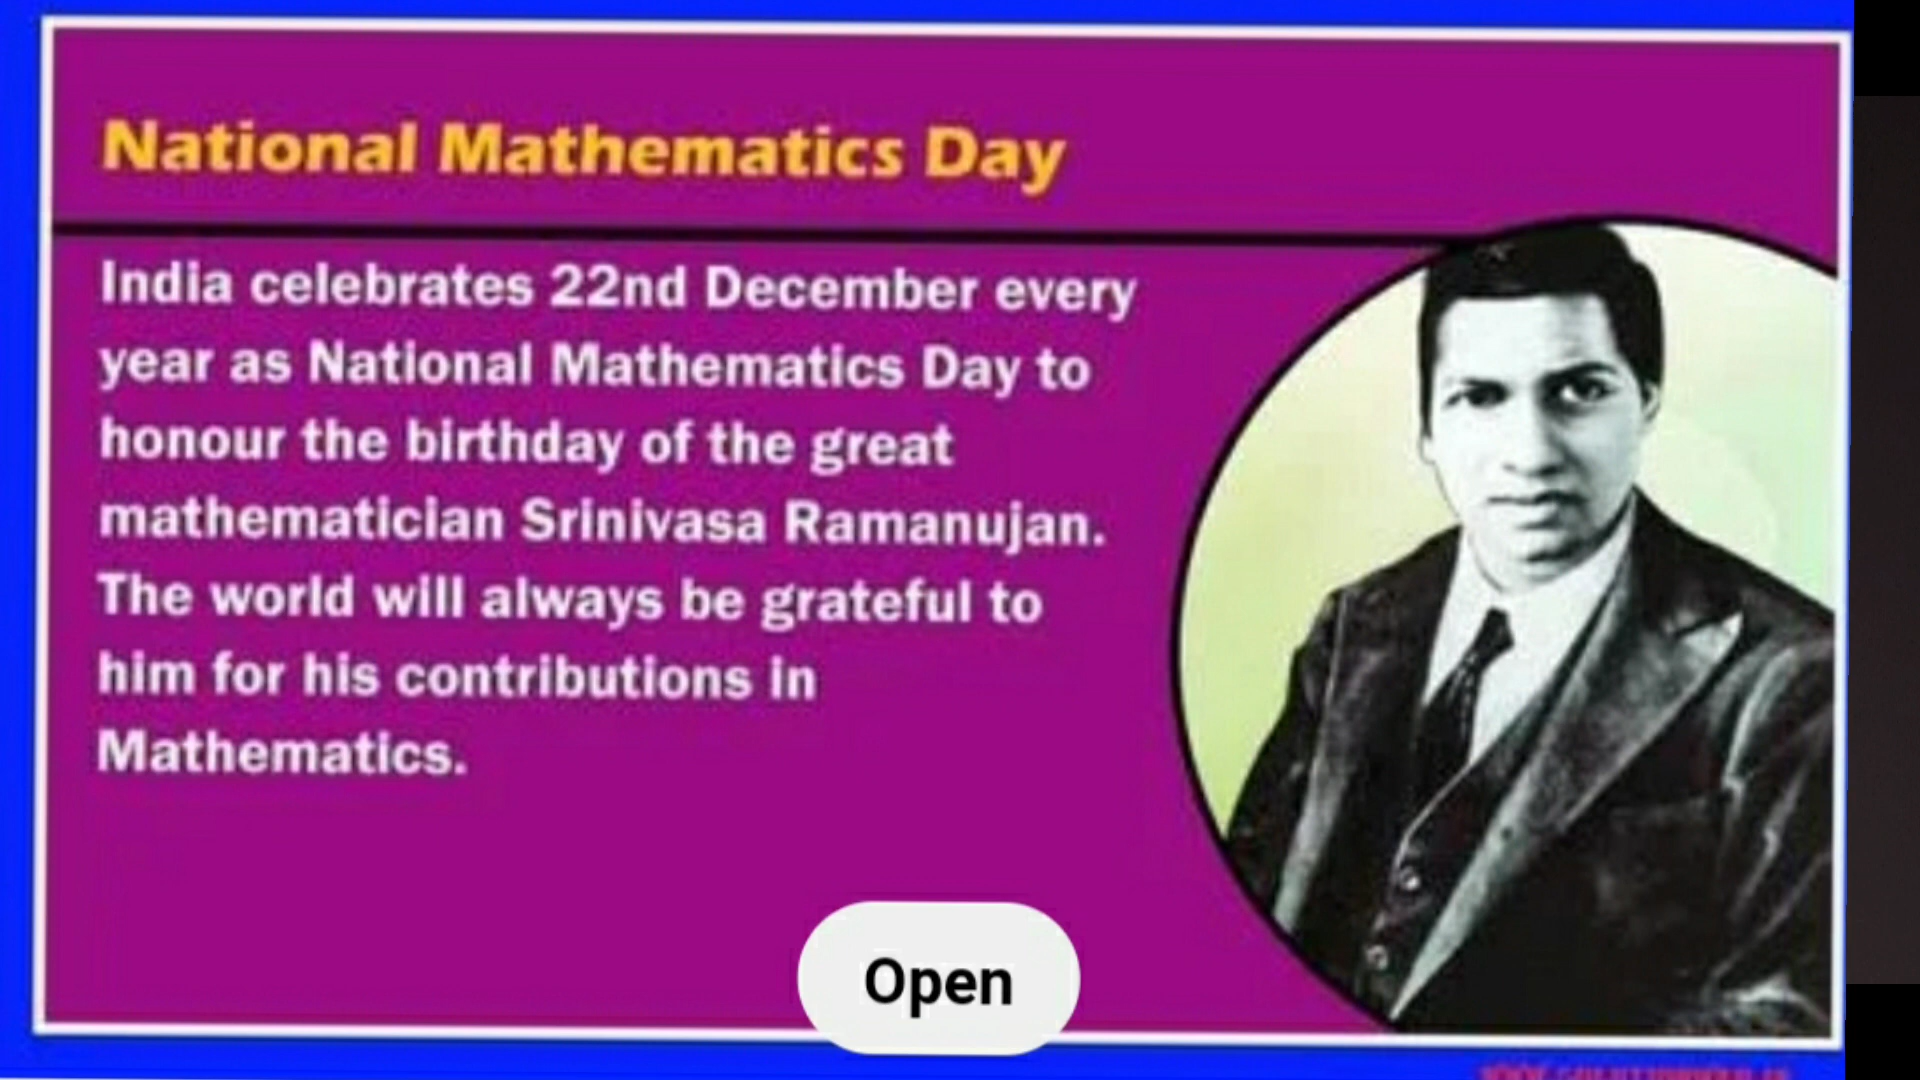 National Mathematics Day
India celebrates 22nd December every
year as National Mathematics Day to
honour the birthday of the great
mathematician Srinivasa Ramanujan.
The world will always be grateful to
him for his contributions in
Mathematics.
Open